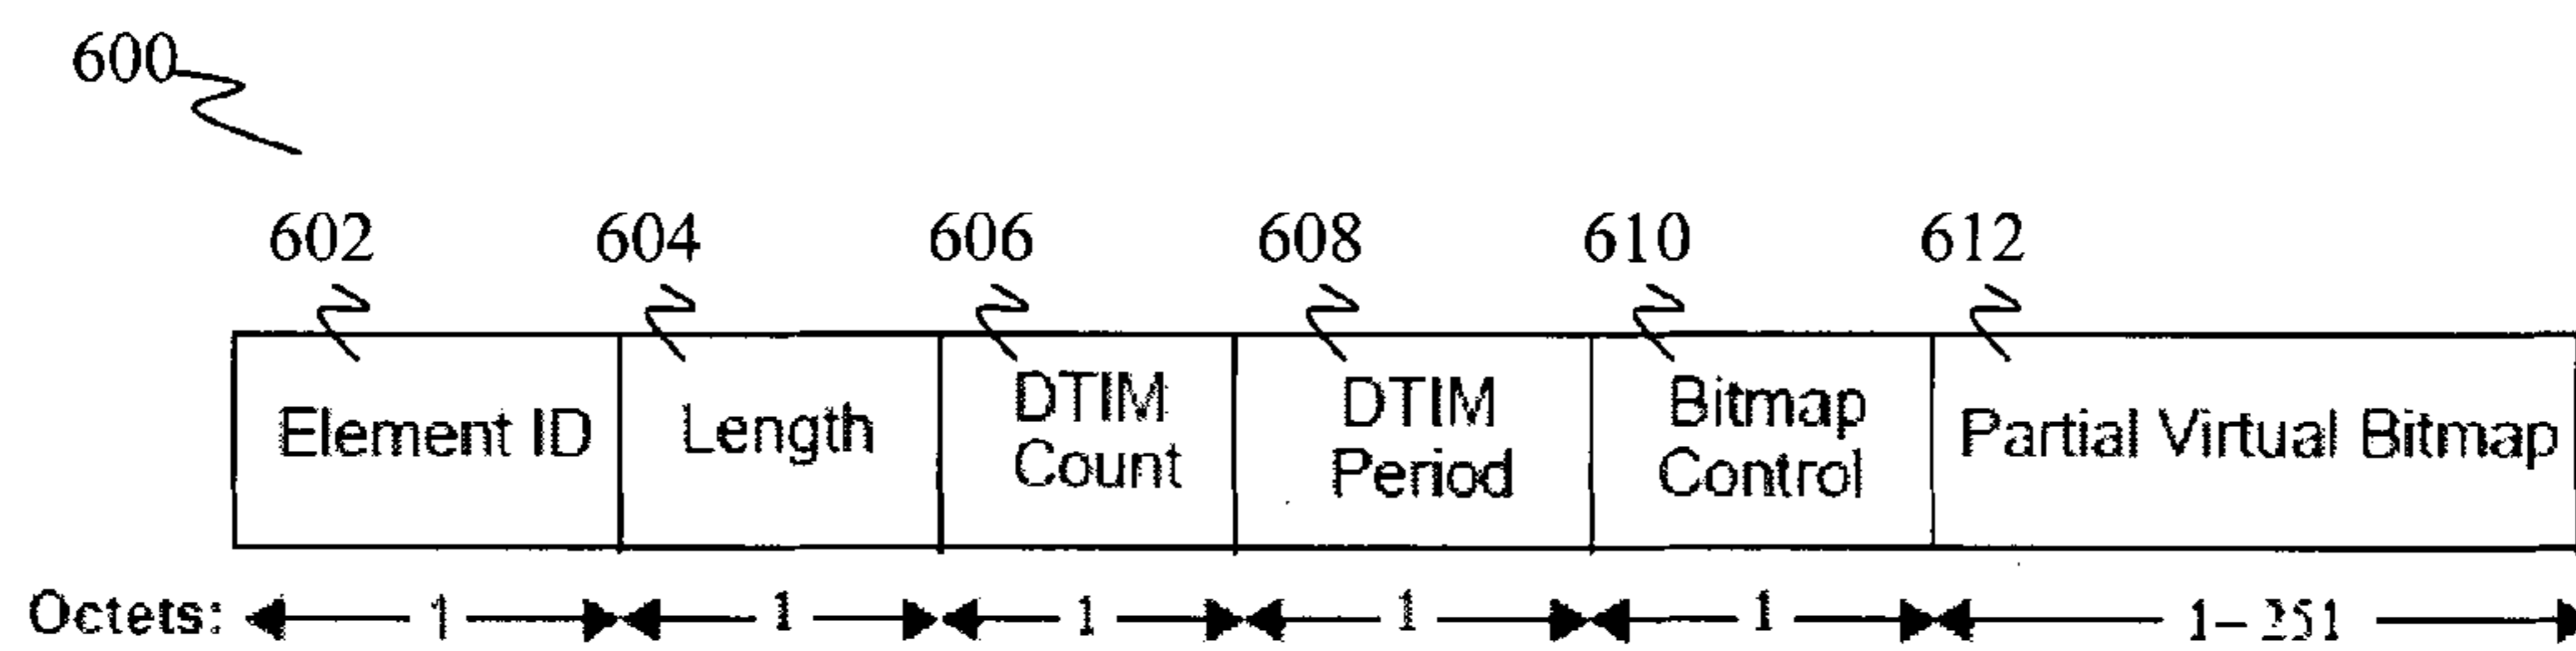 600
602 604 606 608 610 612
Element ID Length DTIM Count DTIM Period Bitmap Control Partial Virtual Bitmap
Octets: 1 1 1 1 1 1–251